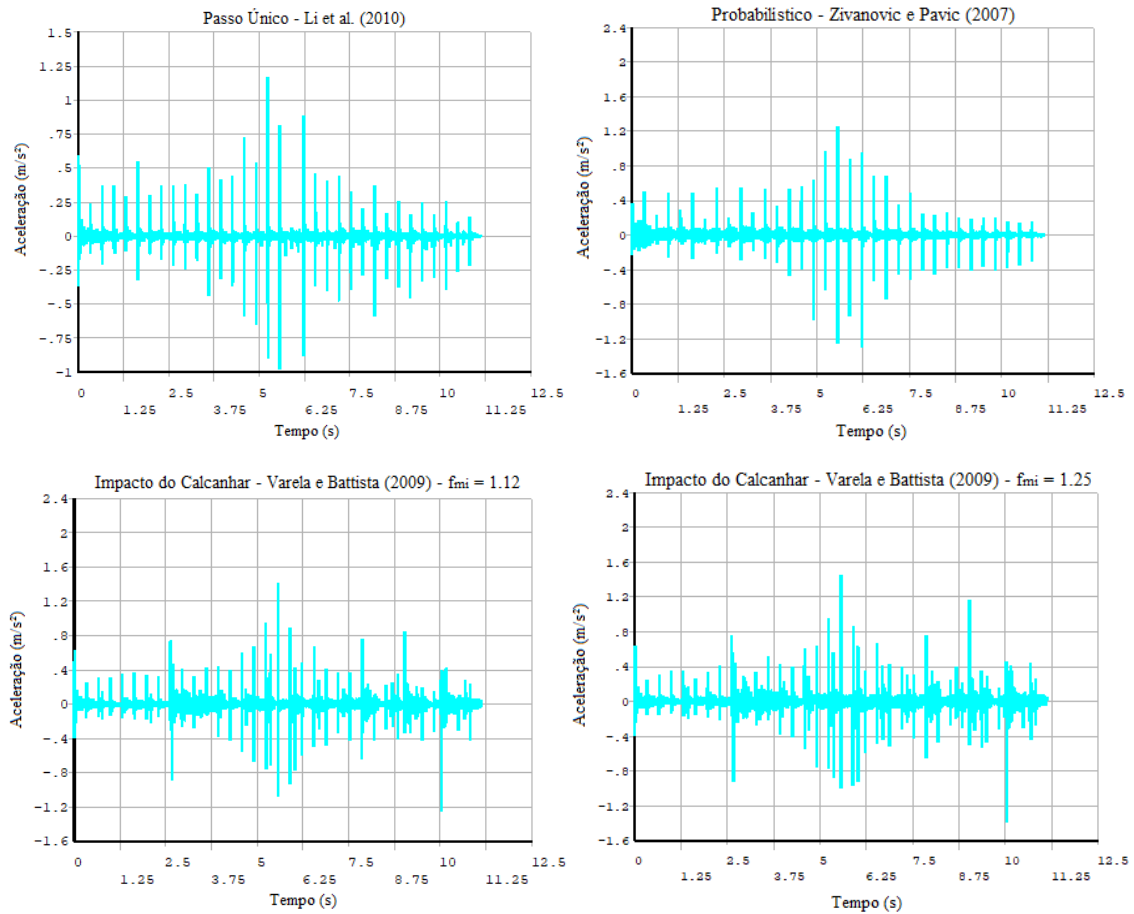 Passo Único - Li et al. (2010)
Aceleração (m/s²)
1.5
1.25
1
.75
.5
.25
0
-.25
-.5
-.75
-1
0 2.5 5 7.5 10 12.5
1.25 3.75 6.25 8.75 11.25
Tempo (s)
Probabilístico - Zivanovic e Pavic (2007)
Aceleração (m/s²)
2.4
2
1.6
1.2
.8
.4
0
-.4
-.8
-1.2
-1.6
0 2.5 5 7.5 10 12.5
1.25 3.75 6.25 8.75 11.25
Tempo (s)
Impacto do Calcanhar - Varela e Battista (2009) - fmi = 1.12
Aceleração (m/s²)
2.4
2
1.6
1.2
.8
.4
0
-.4
-.8
-1.2
-1.6
0 2.5 5 7.5 10 12.5
1.25 3.75 6.25 8.75 11.25
Tempo (s)
Impacto do Calcanhar - Varela e Battista (2009) - fmi = 1.25
Aceleração (m/s²)
2.4
2
1.6
1.2
.8
.4
0
-.4
-.8
-1.2
-1.6
0 2.5 5 7.5 10 12.5
1.25 3.75 6.25 8.75 11.25
Tempo (s)